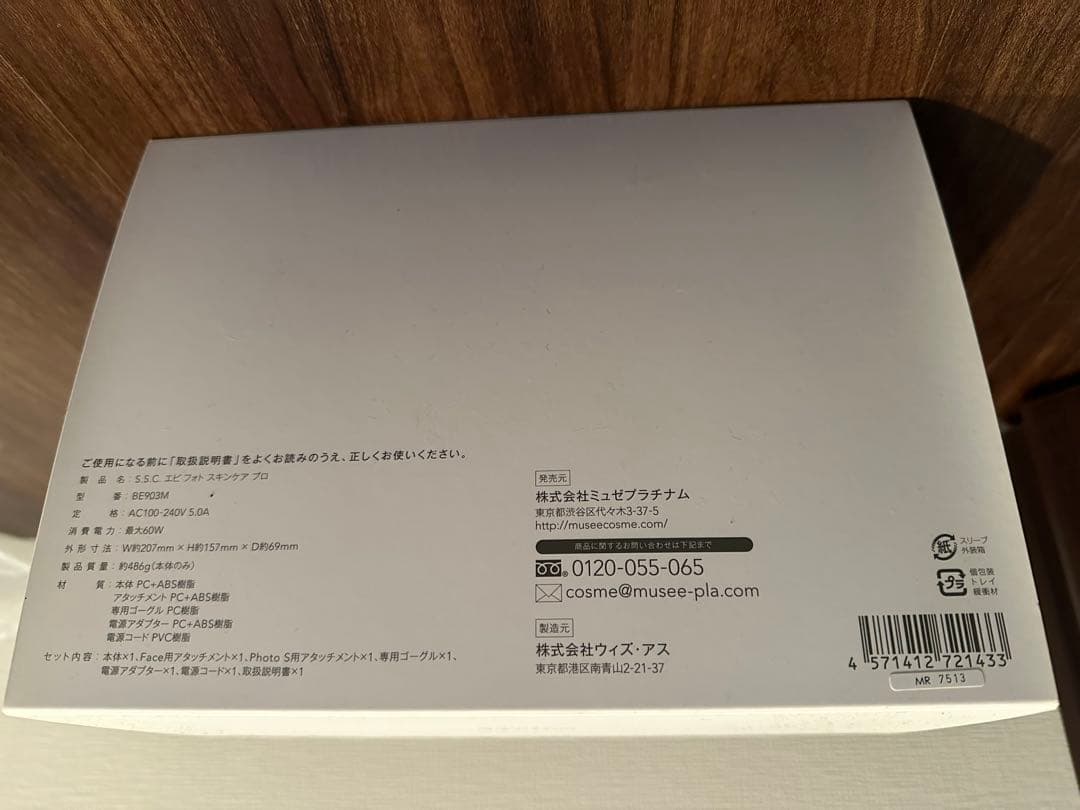 ご使用になる前に「取扱説明書」をよくお読みのうえ、正しくお使いください。
製品名：S.S.C. エピ フォト スキンケア プロ
型番：BE903M
定格：AC100-240V 5.0A
消費電力：最大60W
外形寸法：W約207mm×H約157mm×D約69mm
製品質量：約486g（本体のみ）
材質：本体 PC+ABS樹脂
アタッチメント PC+ABS樹脂
専用ゴーグル PC樹脂
電源アダプター PC+ABS樹脂
電源コード PVC樹脂
セット内容：本体×1、Face用アタッチメント×1、Photo S用アタッチメント×1、専用ゴーグル×1、
電源アダプター×1、電源コード×1、取扱説明書×1
発売元
株式会社ミュゼプラチナム
東京都渋谷区代々木3-37-5
http://museecosme.com/
商品に関するお問い合わせは下記まで
0120-055-065
cosme@musee-pla.com
製造元
株式会社ウィズ・アス
東京都港区南青山2-21-37
紙
スリーブ
外装箱
プラ
個包装
トレイ
緩衝材
4 571412 721433
MR 7513